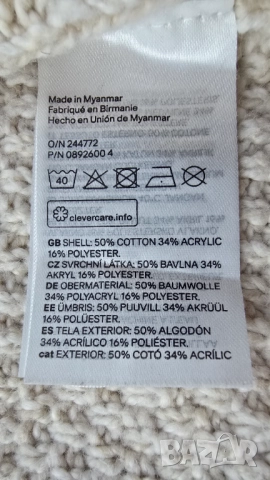 Made in Myanmar
Fabriqué en Birmanie
Hecho en Unión de Myanmar
O/N 244772
P/N 0892600 4
40
clevercare.info
GB SHELL: 50% COTTON 34% ACRYLIC
16% POLYESTER.
CZ SVRCHNÍ LÁTKA: 50% BAVLNA 34%
AKRYL 16% POLYESTER.
DE OBERMATERIAL: 50% BAUMWOLLE
34% POLYACRYL 16% POLYESTER.
EE ÜMBRIS: 50% PUUVILL 34% AKRÜÜL
16% POLÜESTER.
ES TELA EXTERIOR: 50% ALGODÓN
34% ACRÍLICO 16% POLIÉSTER.
cat EXTERIOR: 50% COTÓ 34% ACRÍLIC
BAZAR